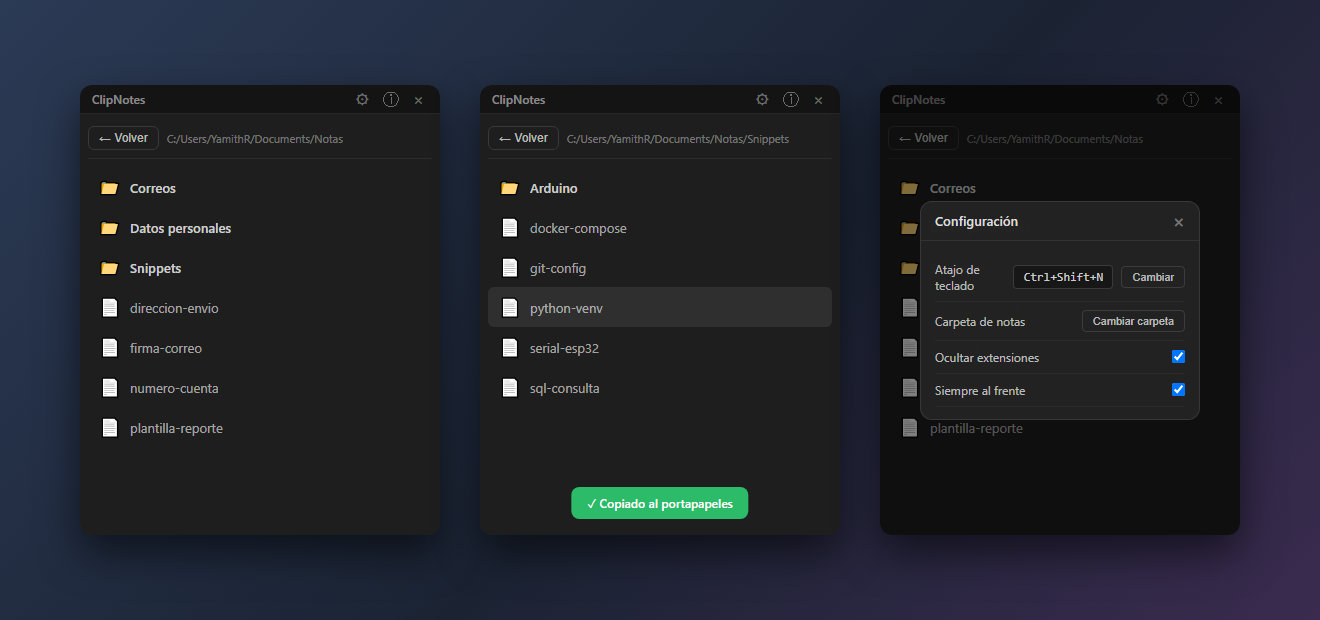 ClipNotes
← Volver
C:/Users/YamithR/Documents/Notas
Correos
Datos personales
Snippets
direccion-envio
firma-correo
numero-cuenta
plantilla-reporte
ClipNotes
← Volver
C:/Users/YamithR/Documents/Notas/Snippets
Arduino
docker-compose
git-config
python-venv
serial-esp32
sql-consulta
✓ Copiado al portapapeles
ClipNotes
← Volver
C:/Users/YamithR/Documents/Notas
Correos
Configuración
Atajo de
teclado
Ctrl+Shift+N
Cambiar
Carpeta de notas
Cambiar carpeta
Ocultar extensiones
Siempre al frente
plantilla-reporte